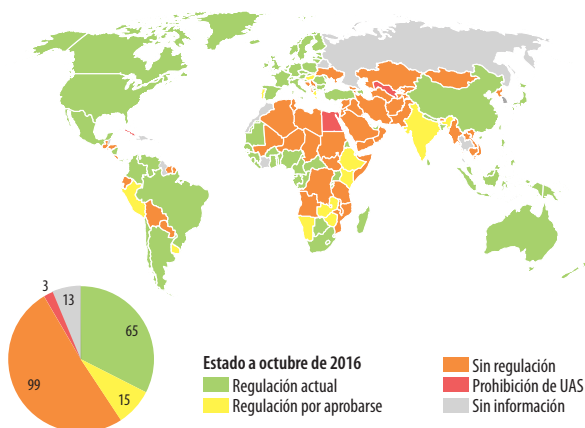 3
13
65
99
15
Estado a octubre de 2016
Regulación actual
Regulación por aprobarse
Sin regulación
Prohibición de UAS
Sin información